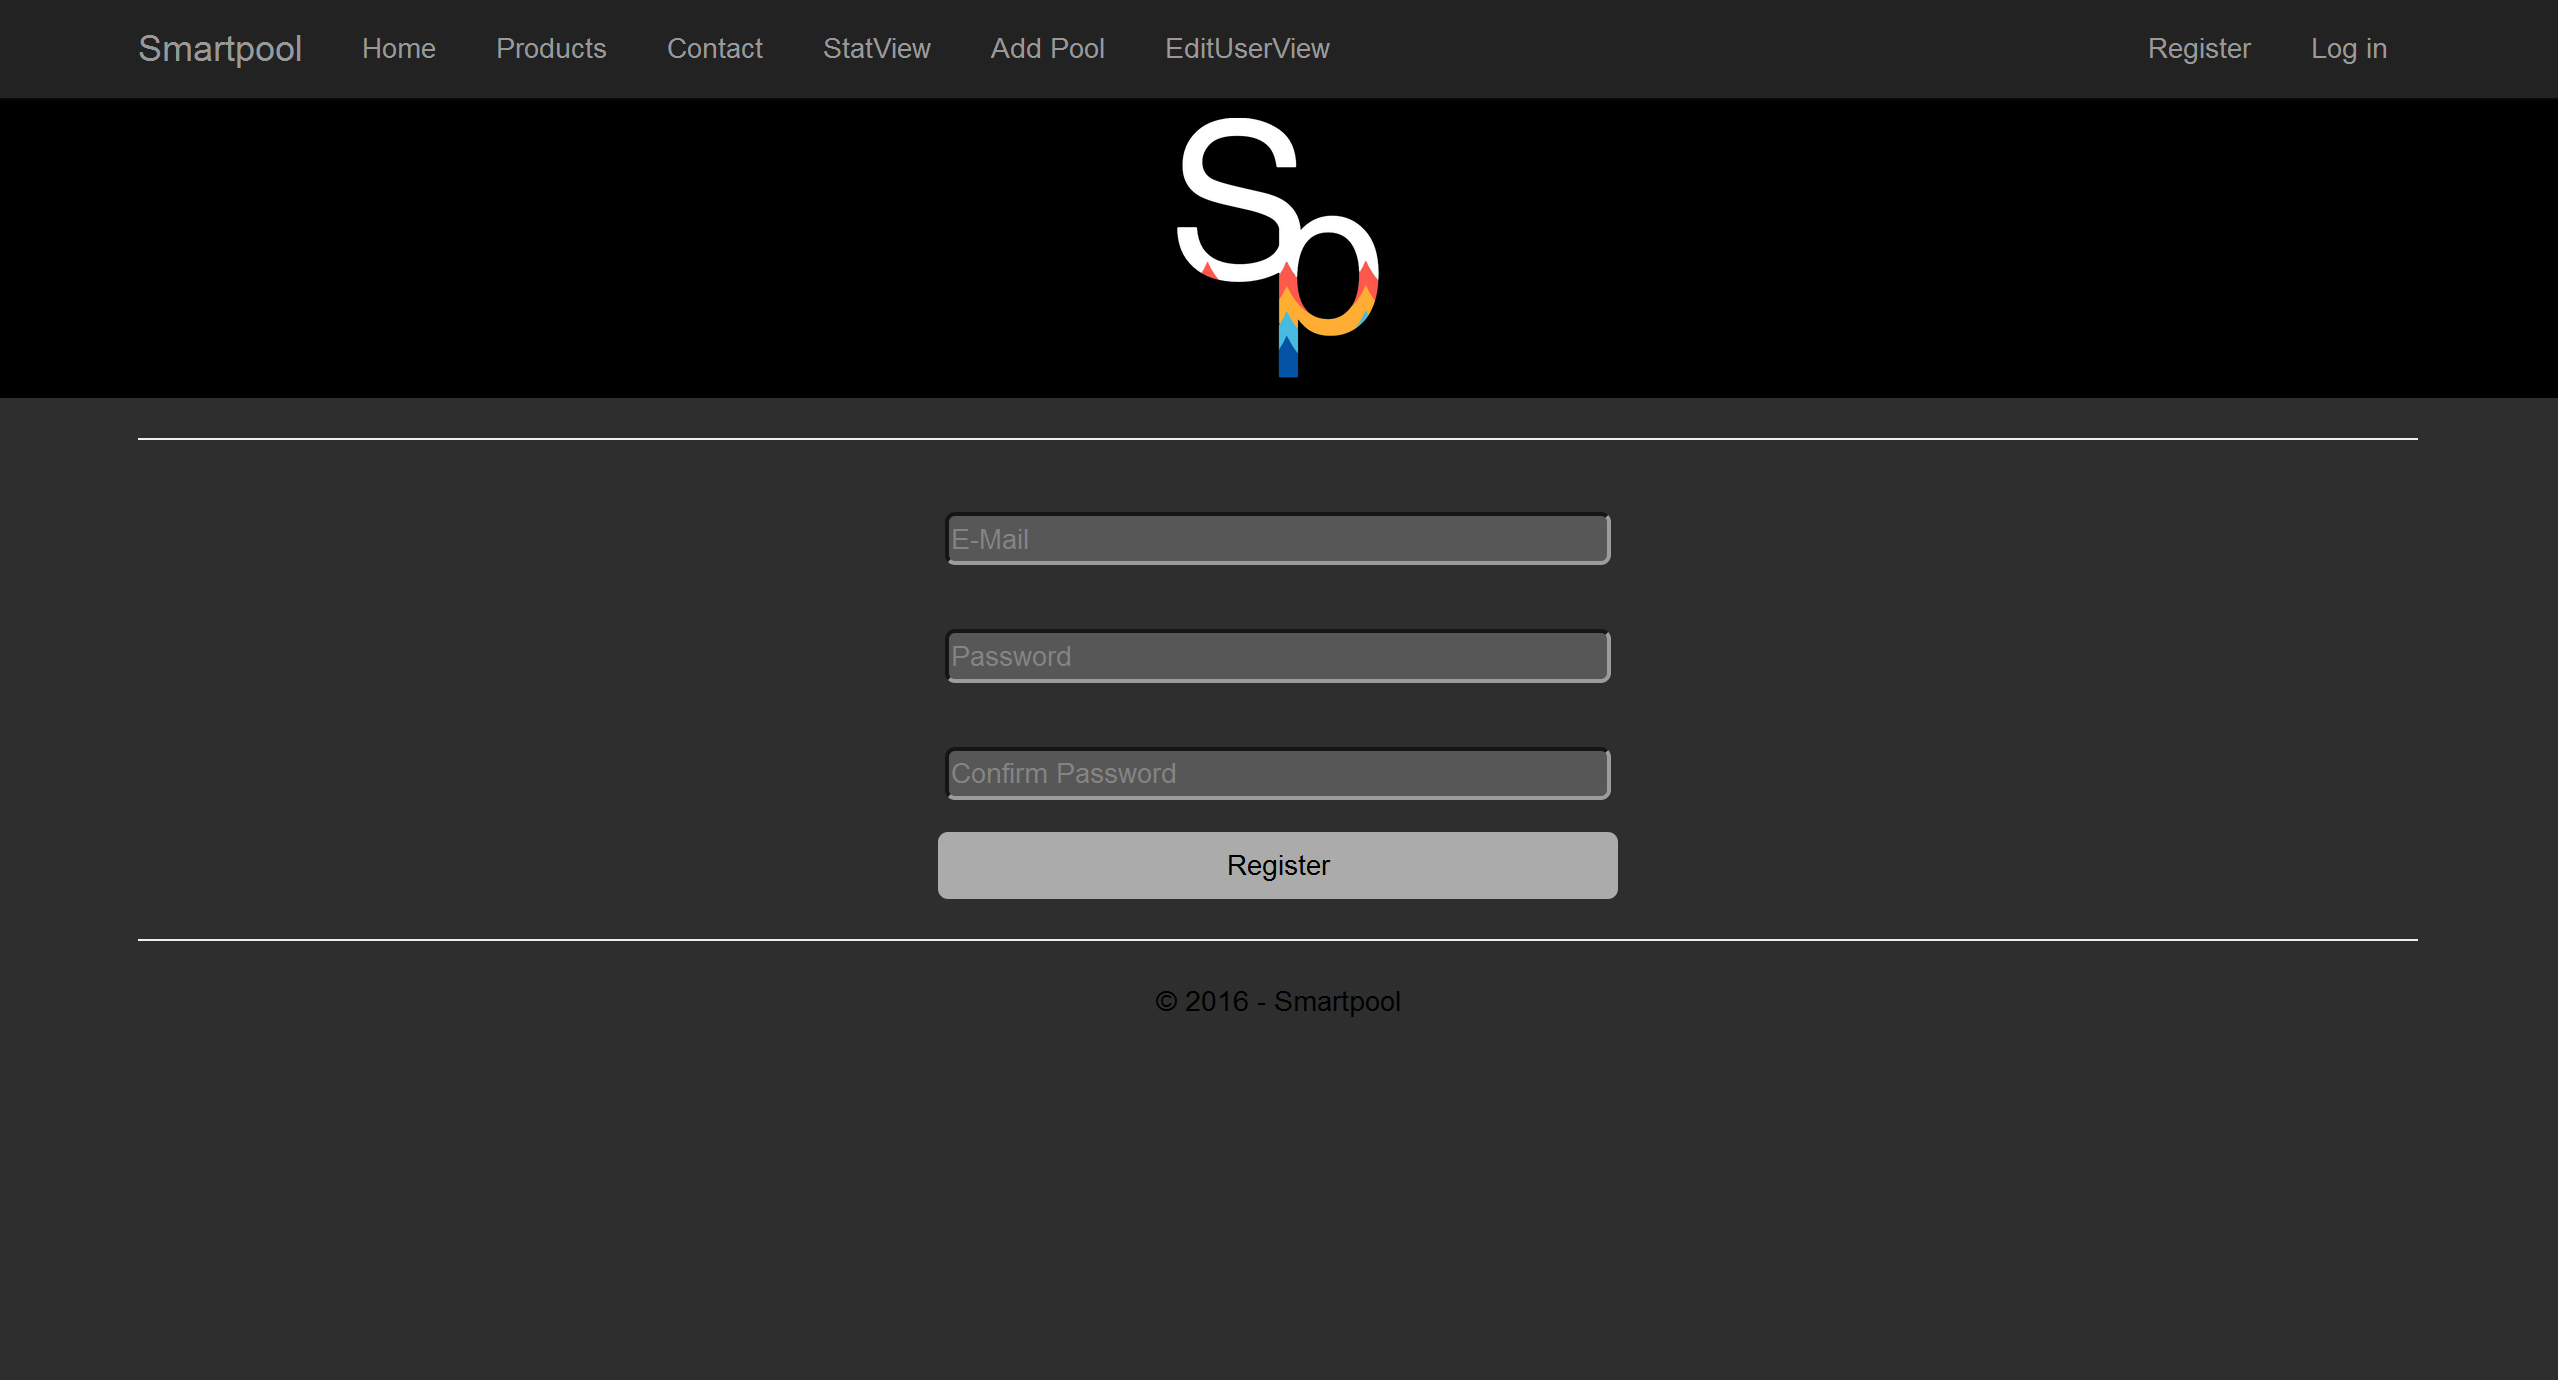 Smartpool Home Products Contact StatView Add Pool EditUserView Register Log in
Sp
E-Mail
Password
Confirm Password
Register
© 2016 - Smartpool